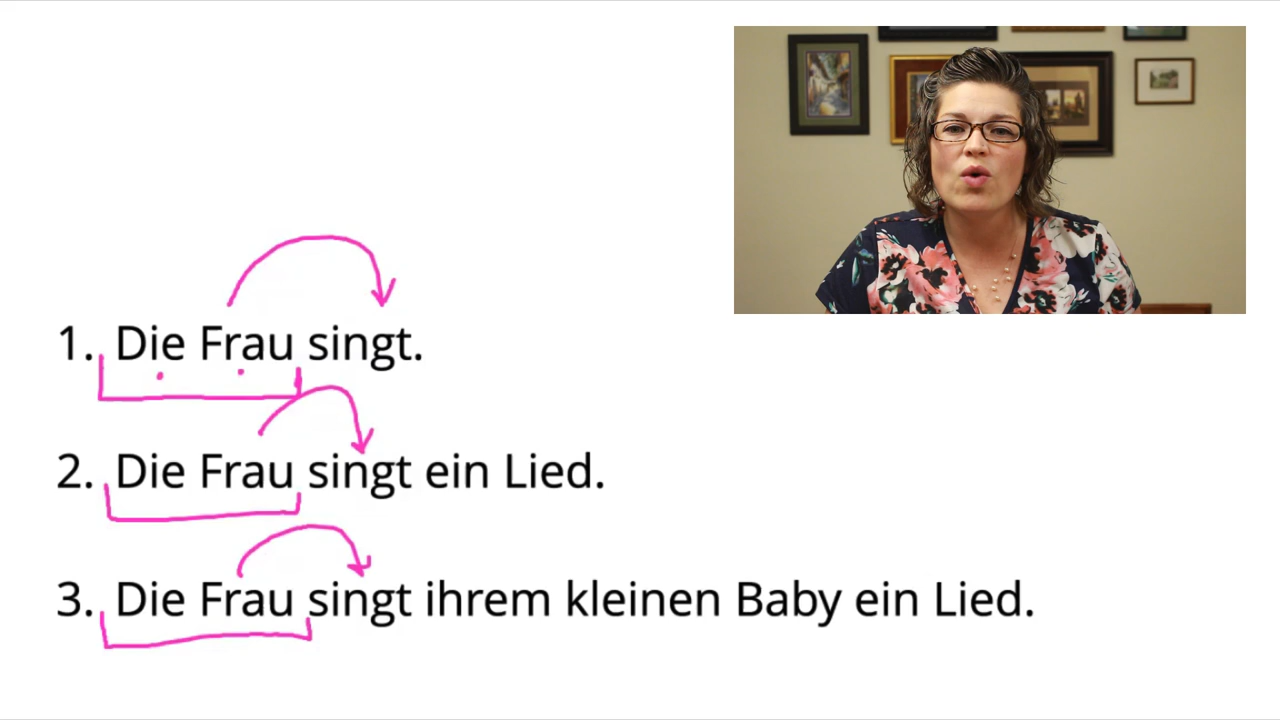 1. Die Frau singt.
2. Die Frau singt ein Lied.
3. Die Frau singt ihrem kleinen Baby ein Lied.